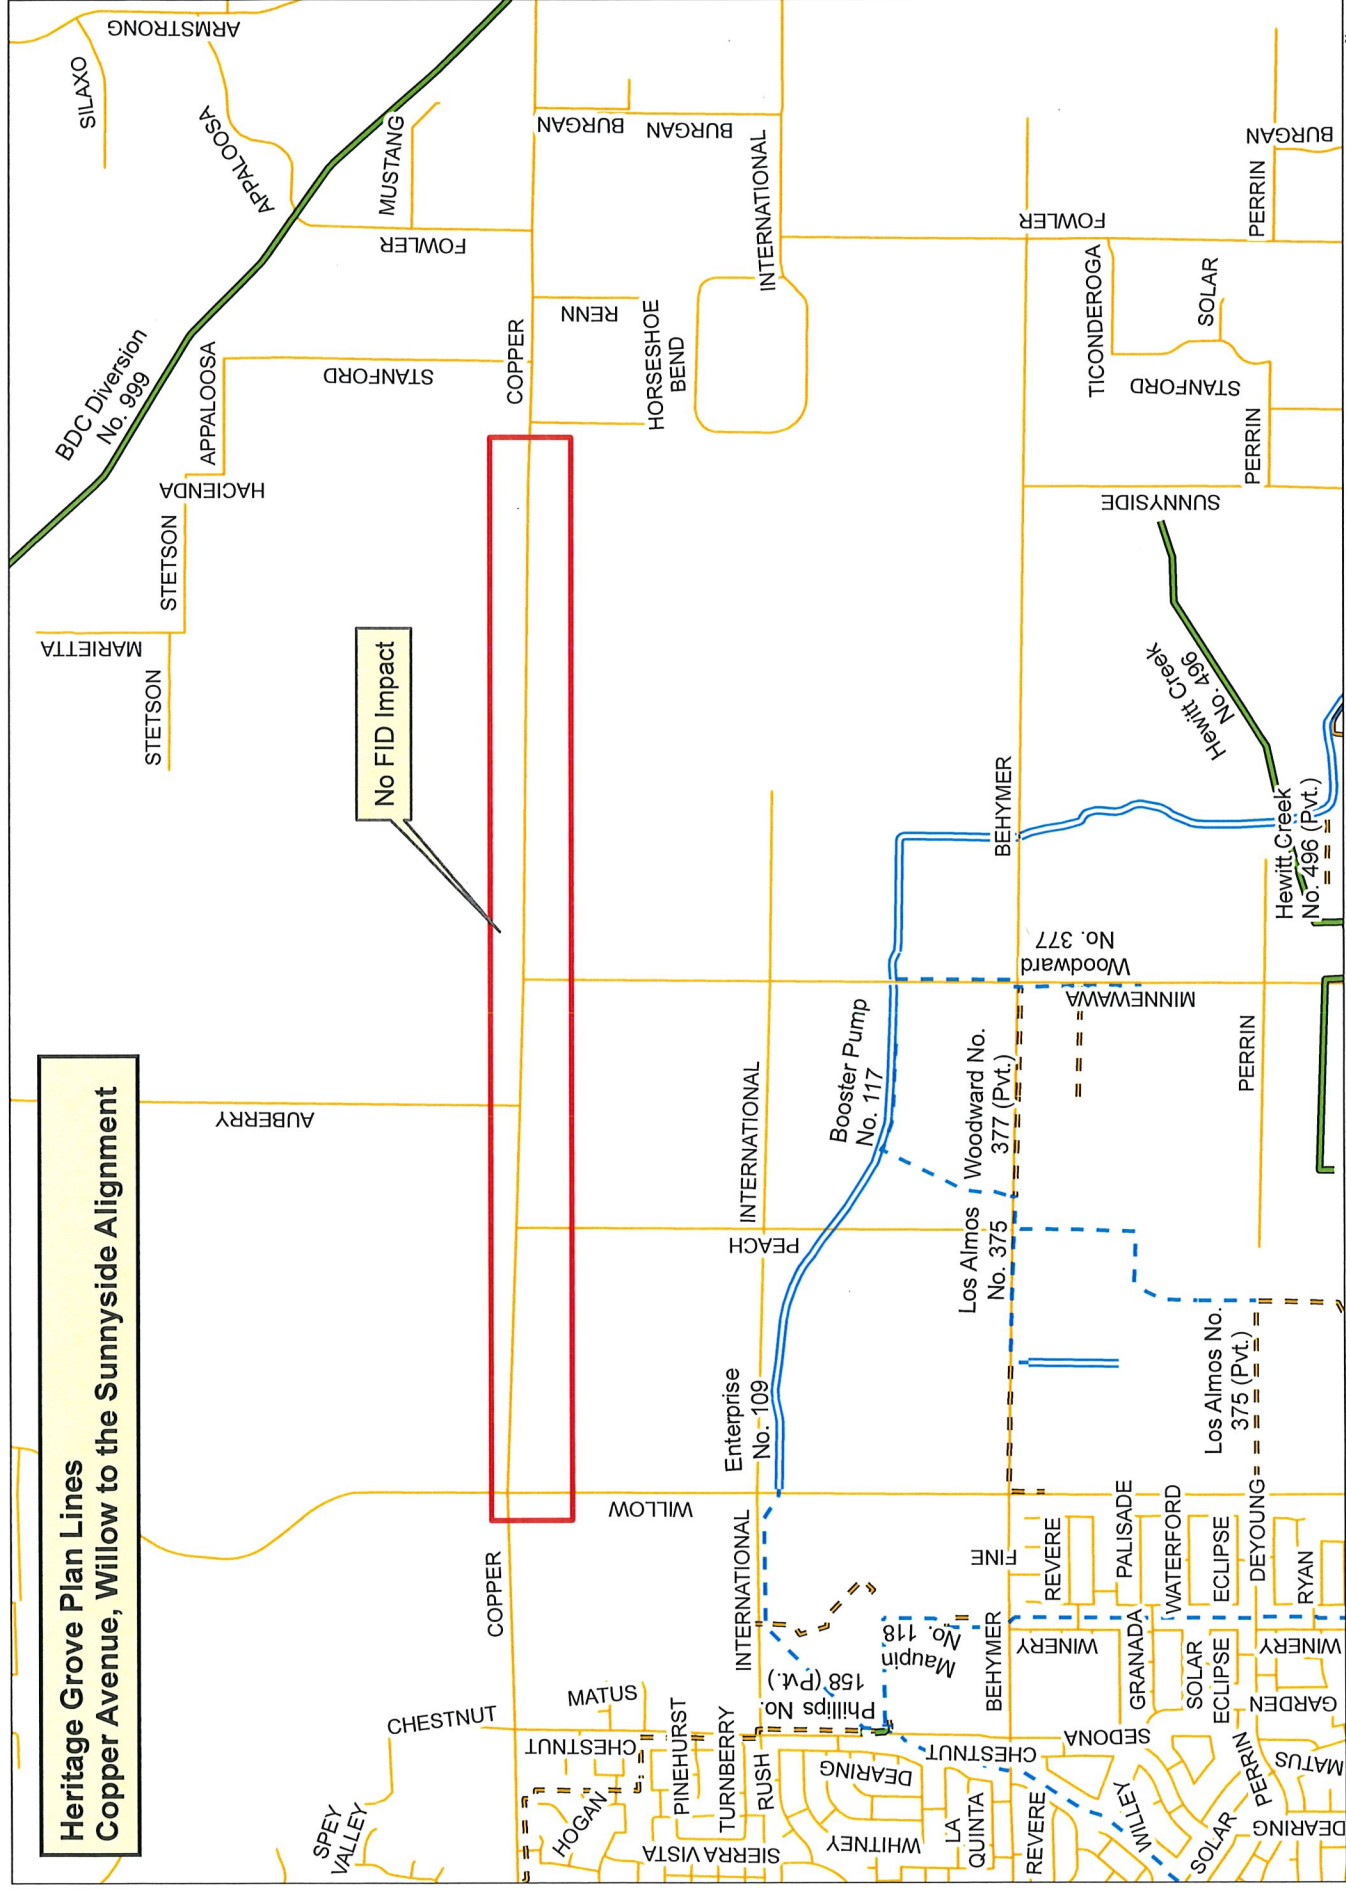 Heritage Grove Plan Lines
Copper Avenue, Willow to the Sunnyside Alignment
No FID Impact
SPEY
VALLEY
CHESTNUT
AUBERRY
STETSON
MARIETTA
STETSON
HACIENDA
APPALOOSA
BDC Diversion
No. 999
STANFORD
SILAXO
ARMSTRONG
APPALOOSA
MUSTANG
FOWLER
COPPER
COPPER
WILLOW
HOGAN
CHESTNUT
MATUS
PINEHURST
TURNBERRY
RUSH
SIERRA VISTA
DEARING
WHITNEY
LA
QUINTA
REVERE
CHESTNUT
INTERNATIONAL
Phillips No.
158 (Pvt.)
Maupin
No. 118
Enterprise
No. 109
PEACH
INTERNATIONAL
Booster Pump
No. 117
RENN
HORSESHOE
BEND
BURGAN
BURGAN
INTERNATIONAL
BEHYMER
FINE
REVERE
WINERY
Los Almos
No. 375
Woodward No.
377 (Pvt.)
Woodward
No. 377
MINNEWAWA
BEHYMER
FOWLER
TICONDEROGA
SOLAR
STANFORD
SUNNYSIDE
PERRIN
PERRIN
BURGAN
Hewitt Creek
No. 496
Hewitt Creek
No. 496 (Pvt.)
PERRIN
Los Almos No.
375 (Pvt.)
PALISADE
WATERFORD
ECLIPSE
DEYOUNG
RYAN
GRANADA
SOLAR
ECLIPSE
WINERY
GARDEN
SEDONA
WILLEY
SOLAR
PERRIN
MATUS
DEARING